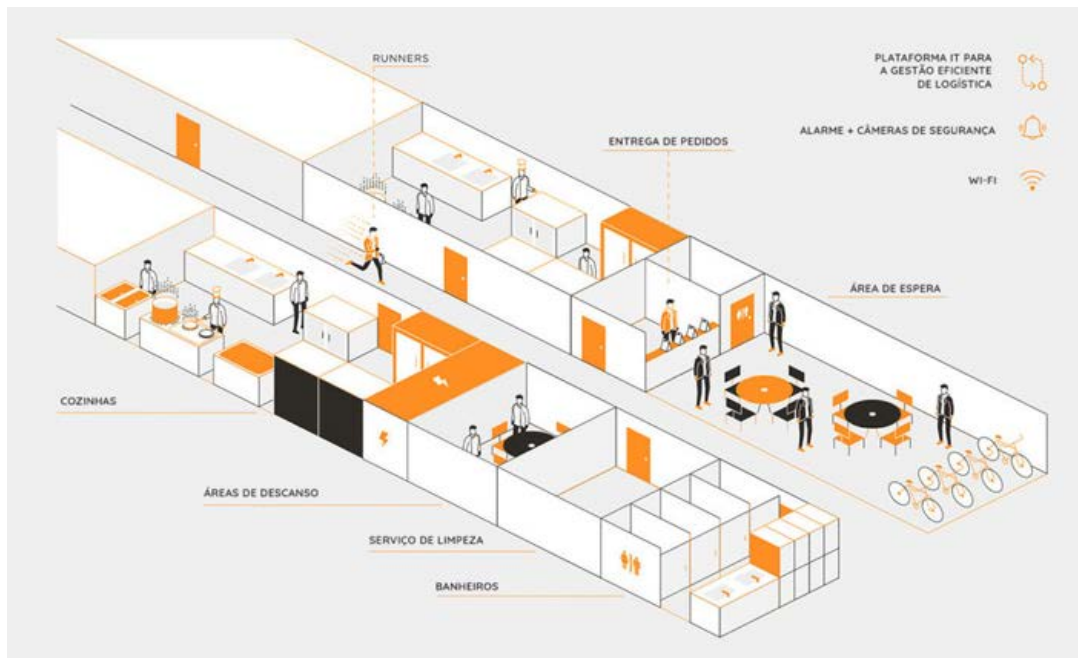 RUNNERS
PLATAFORMA IT PARA
A GESTÃO EFICIENTE
DE LOGÍSTICA
ENTREGA DE PEDIDOS
ALARME + CÂMERAS DE SEGURANÇA
WI-FI
ÁREA DE ESPERA
COZINHAS
ÁREAS DE DESCANSO
SERVIÇO DE LIMPEZA
BANHEIROS